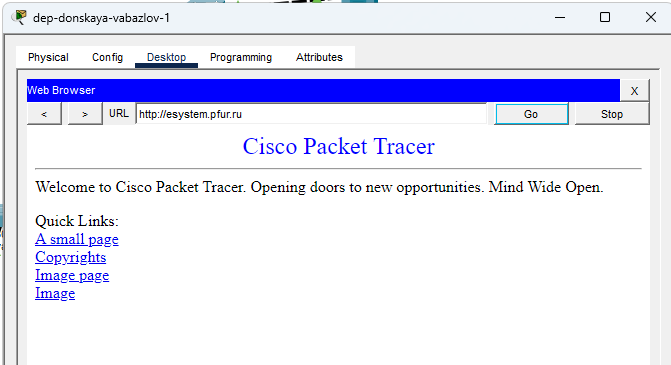 dep-donskaya-vabazlov-1
Physical Config Desktop Programming Attributes
Web Browser X
< > URL http://esystem.pfur.ru Go Stop
Cisco Packet Tracer
Welcome to Cisco Packet Tracer. Opening doors to new opportunities. Mind Wide Open.
Quick Links:
A small page
Copyrights
Image page
Image